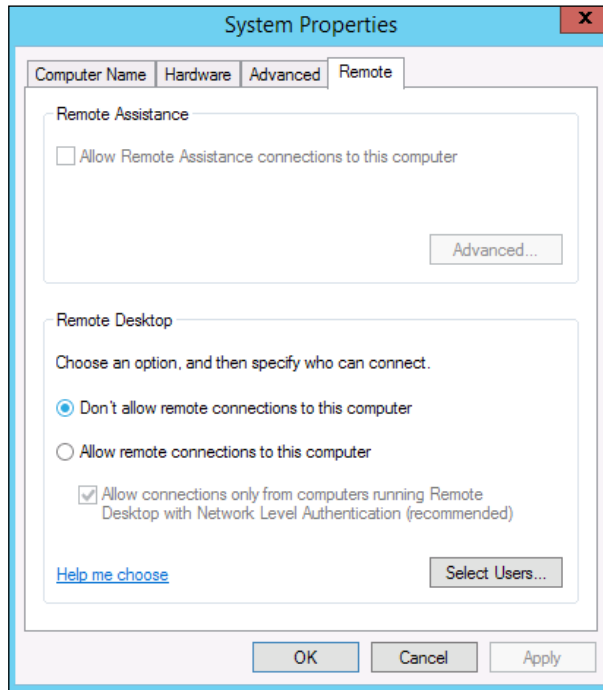 System Properties
x
Computer Name
Hardware
Advanced
Remote
Remote Assistance
Allow Remote Assistance connections to this computer
Advanced...
Remote Desktop
Choose an option, and then specify who can connect.
Don't allow remote connections to this computer
Allow remote connections to this computer
Allow connections only from computers running Remote
Desktop with Network Level Authentication (recommended)
Help me choose
Select Users...
OK
Cancel
Apply